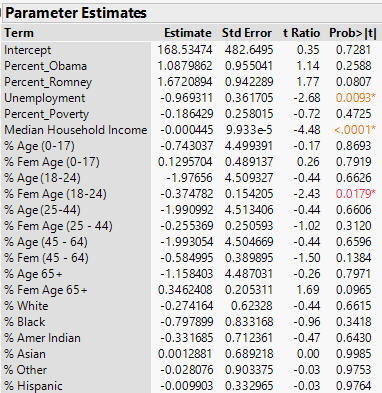 Parameter Estimates
Term Estimate Std Error t Ratio Prob>|t|
Intercept 168.53474 482.6495 0.35 0.7281
Percent_Obama 1.0879862 0.955041 1.14 0.2588
Percent_Romney 1.6720894 0.942289 1.77 0.0807
Unemployment -0.969311 0.361705 -2.68 0.0093*
Percent_Poverty -0.186429 0.258015 -0.72 0.4725
Median Household Income -0.000445 9.933e-5 -4.48 <.0001*
% Age (0-17) -0.743037 4.499391 -0.17 0.8693
% Fem Age (0-17) 0.1295704 0.489137 0.26 0.7919
% Age (18-24) -1.97656 4.509327 -0.44 0.6626
% Fem Age (18-24) -0.374782 0.154205 -2.43 0.0179*
% Age (25-44) -1.990992 4.513406 -0.44 0.6606
% Fem Age (25 - 44) -0.255369 0.250593 -1.02 0.3120
% Age (45 - 64) -1.993054 4.504669 -0.44 0.6596
% Fem (45 - 64) -0.584995 0.389895 -1.50 0.1384
% Age 65+ -1.158403 4.487031 -0.26 0.7971
% Fem Age 65+ 0.3462408 0.205311 1.69 0.0965
% White -0.274164 0.62328 -0.44 0.6615
% Black -0.797899 0.833168 -0.96 0.3418
% Amer Indian -0.331685 0.712361 -0.47 0.6430
% Asian 0.0012881 0.689218 0.00 0.9985
% Other -0.028076 0.903375 -0.03 0.9753
% Hispanic -0.009903 0.332965 -0.03 0.9764